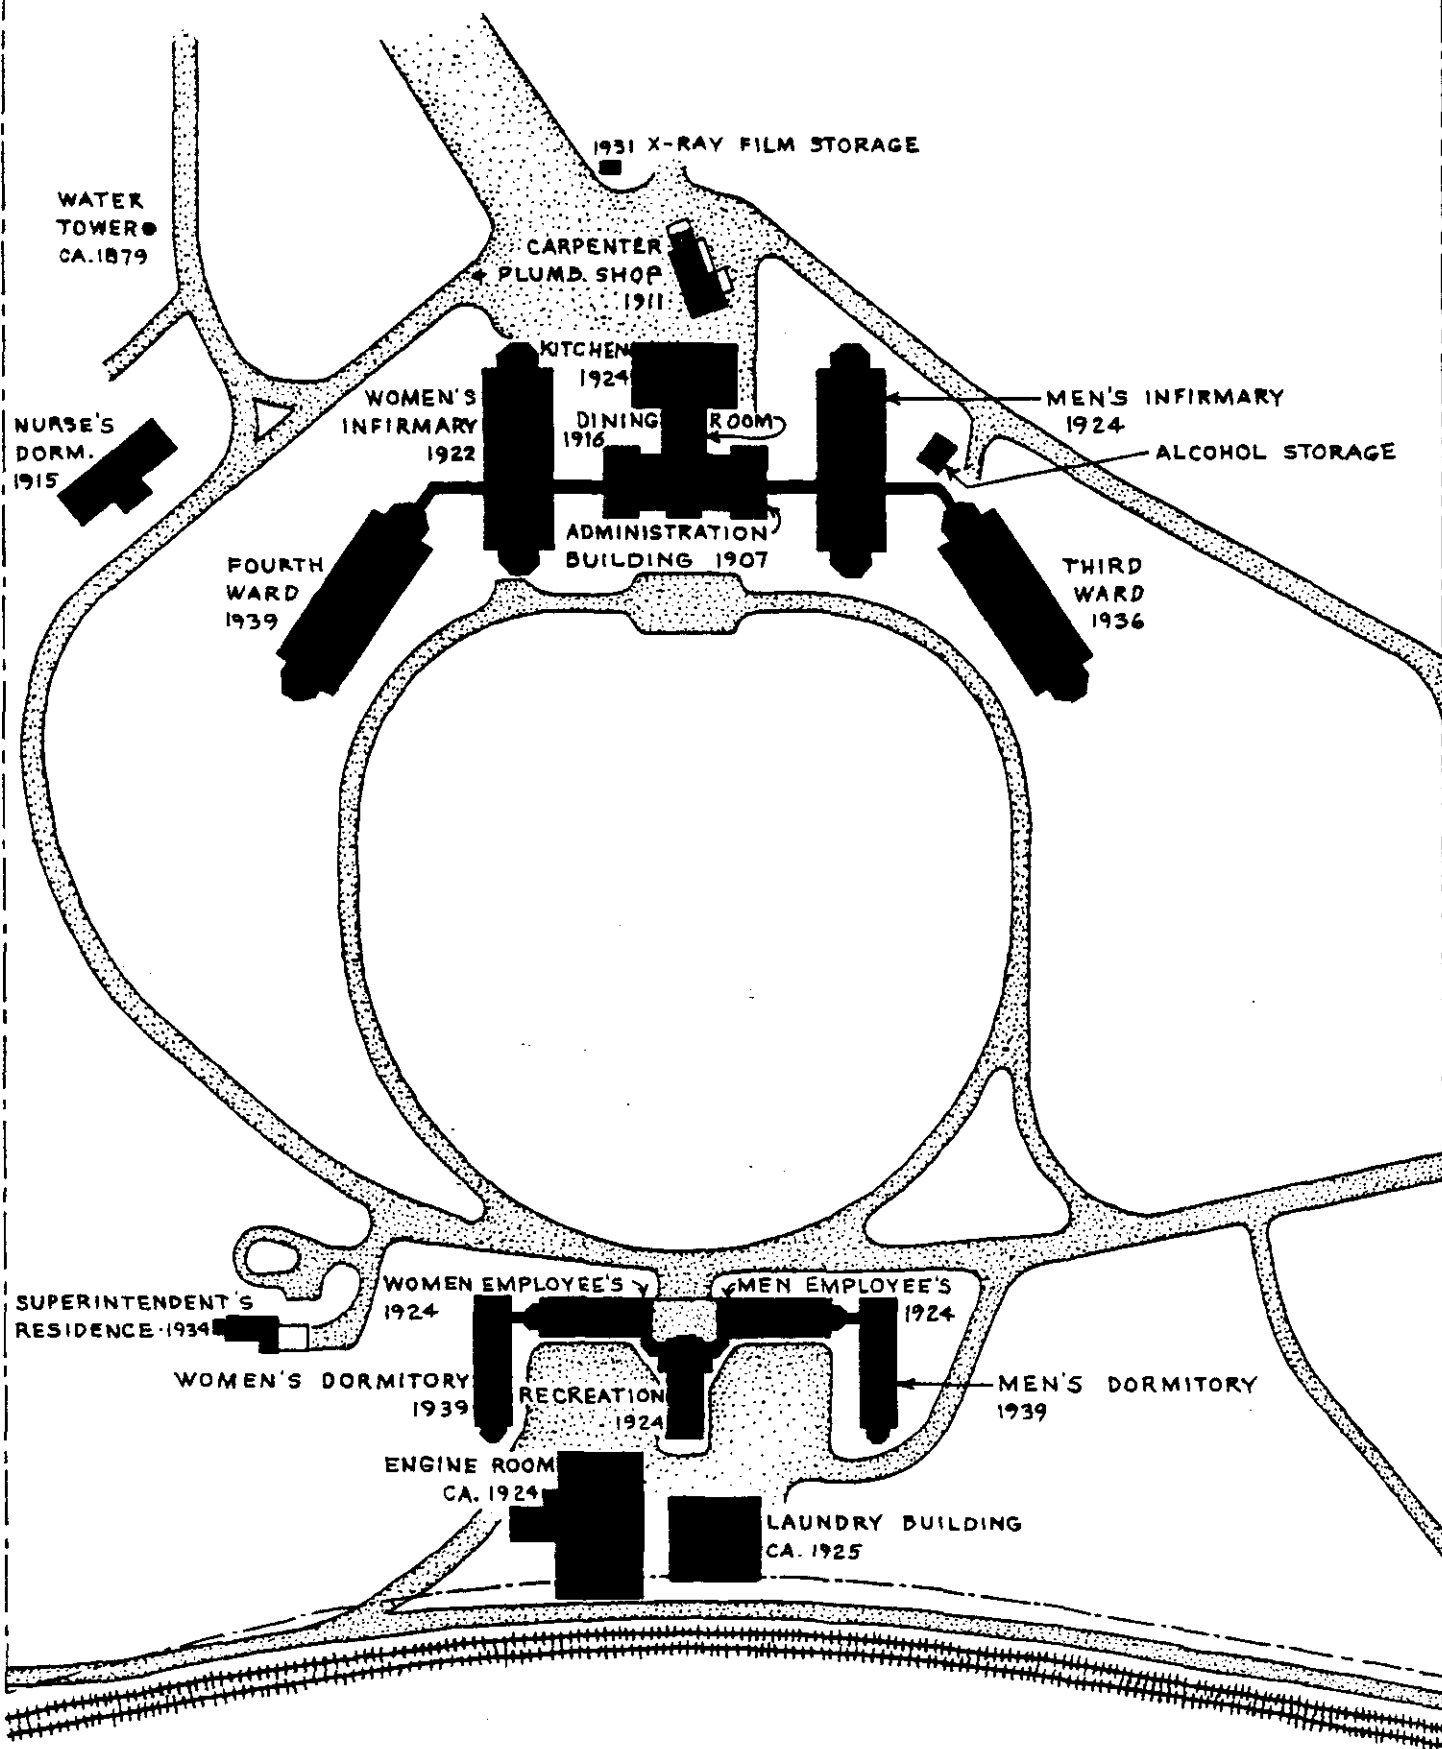 1931 X-RAY FILM STORAGE
WATER
TOWER
CA. 1879
CARPENTER
PLUMB. SHOP
1911
KITCHEN
1924
WOMEN'S
INFIRMARY
1922
DINING ROOM
1916
MEN'S INFIRMARY
1924
ALCOHOL STORAGE
NURSE'S
DORM.
1915
ADMINISTRATION
BUILDING 1907
FOURTH
WARD
1939
THIRD
WARD
1936
WOMEN EMPLOYEE'S
1924
MEN EMPLOYEE'S
1924
SUPERINTENDENT'S
RESIDENCE-1934
WOMEN'S DORMITORY
1939
RECREATION
1924
MEN'S DORMITORY
1939
ENGINE ROOM
CA. 1924
LAUNDRY BUILDING
CA. 1925